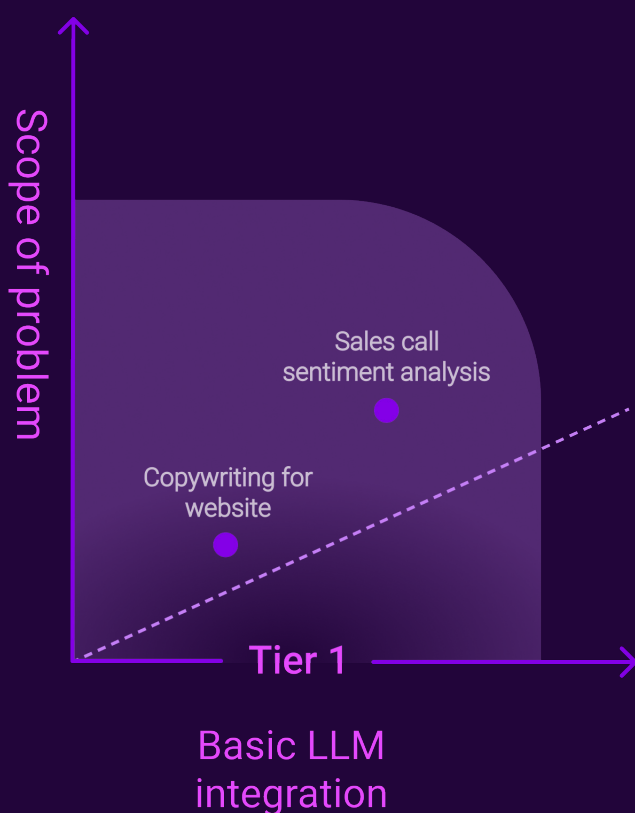 Scope of problem
Sales call
sentiment analysis
Copywriting for
website
Tier 1
Basic LLM
integration